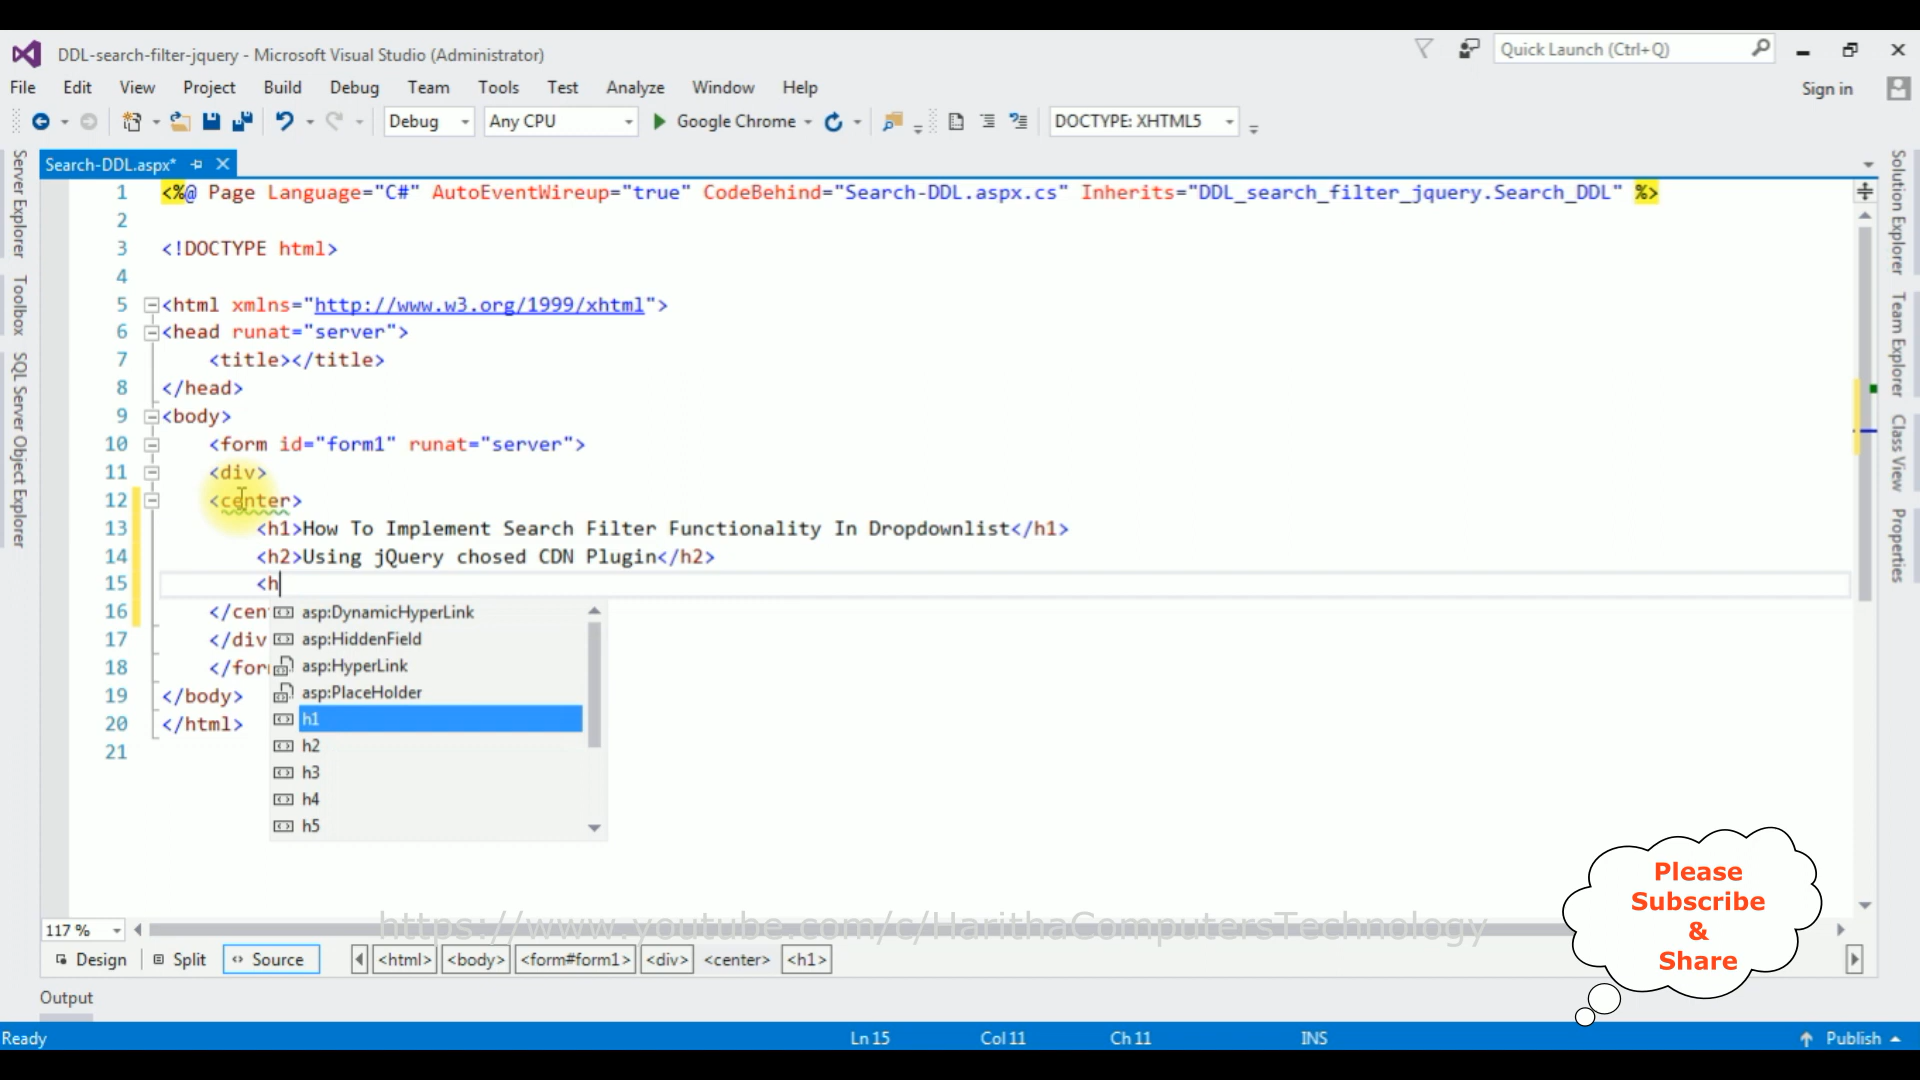 DDL-search-filter-jquery - Microsoft Visual Studio (Administrator)
Quick Launch (Ctrl+Q)
File Edit View Project Build Debug Team Tools Test Analyze Window Help
Sign in
Debug Any CPU Google Chrome DOCTYPE: XHTML5
Server Explorer
Toolbox
SQL Server Object Explorer
Solution Explorer
Team Explorer
Class View
Properties
Search-DDL.aspx*
1 <%@ Page Language="C#" AutoEventWireup="true" CodeBehind="Search-DDL.aspx.cs" Inherits="DDL_search_filter_jquery.Search_DDL" %>
2
3 <!DOCTYPE html>
4
5 <html xmlns="http://www.w3.org/1999/xhtml">
6 <head runat="server">
7 <title></title>
8 </head>
9 <body>
10 <form id="form1" runat="server">
11 <div>
12 <center>
13 <h1>How To Implement Search Filter Functionality In Dropdownlist</h1>
14 <h2>Using jQuery chosed CDN Plugin</h2>
15 <h
16 </cen
17 </div
18 </for
19 </body>
20 </html>
21
asp:DynamicHyperLink
asp:HiddenField
asp:HyperLink
asp:PlaceHolder
h1
h2
h3
h4
h5
Please
Subscribe
&
Share
117 %
https://www.youtube.com/c/HarithaComputersTechnology
Design Split Source <html> <body> <form#form1> <div> <center> <h1>
Output
Ready Ln 15 Col 11 Ch 11 INS Publish